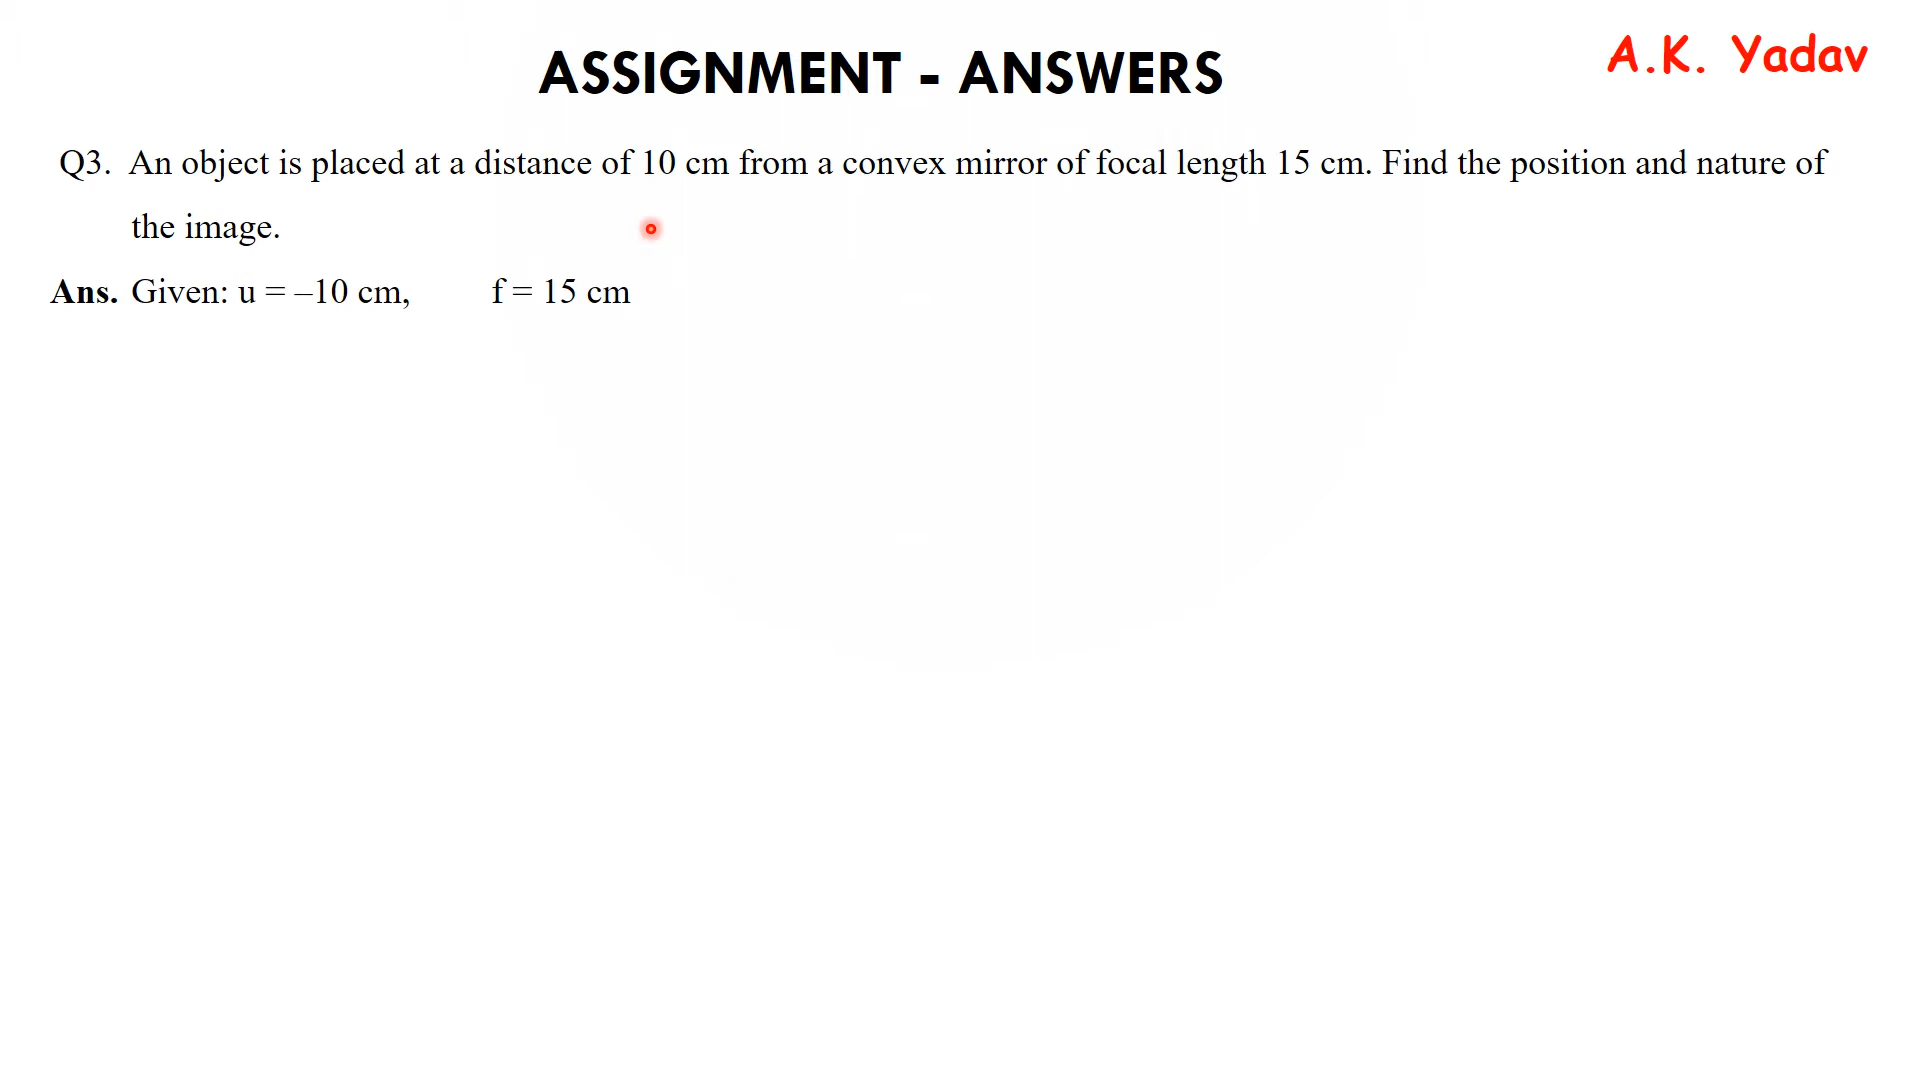 ASSIGNMENT - ANSWERS
A.K. Yadav
Q3. An object is placed at a distance of 10 cm from a convex mirror of focal length 15 cm. Find the position and nature of
the image.
Ans. Given: u = –10 cm, f = 15 cm